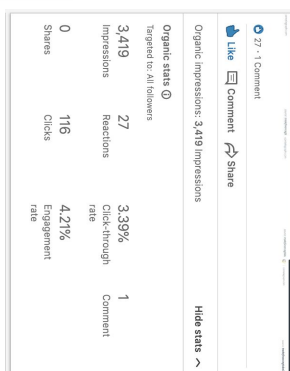 27 · 1 Comment
Like Comment Share
Organic impressions: 3,419 Impressions
Hide stats
Organic stats
Targeted to: All followers
3,419 27 3.39% 1
Impressions Reactions Click-through rate Comment
0 116 4.21%
Shares Clicks Engagement rate